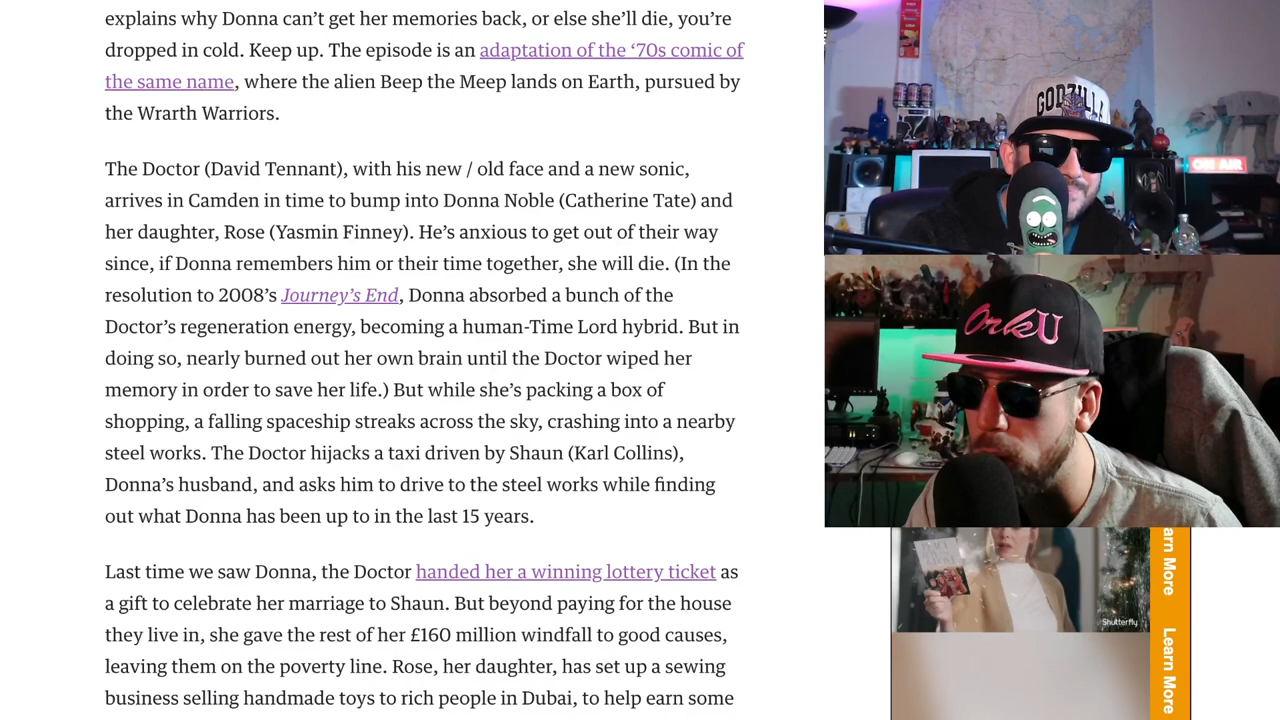 explains why Donna can’t get her memories back, or else she’ll die, you’re
dropped in cold. Keep up. The episode is an adaptation of the ‘70s comic of
the same name, where the alien Beep the Meep lands on Earth, pursued by
the Wrarth Warriors.
The Doctor (David Tennant), with his new / old face and a new sonic,
arrives in Camden in time to bump into Donna Noble (Catherine Tate) and
her daughter, Rose (Yasmin Finney). He’s anxious to get out of their way
since, if Donna remembers him or their time together, she will die. (In the
resolution to 2008’s Journey’s End, Donna absorbed a bunch of the
Doctor’s regeneration energy, becoming a human-Time Lord hybrid. But in
doing so, nearly burned out her own brain until the Doctor wiped her
memory in order to save her life.) But while she’s packing a box of
shopping, a falling spaceship streaks across the sky, crashing into a nearby
steel works. The Doctor hijacks a taxi driven by Shaun (Karl Collins),
Donna’s husband, and asks him to drive to the steel works while finding
out what Donna has been up to in the last 15 years.
Last time we saw Donna, the Doctor handed her a winning lottery ticket as
a gift to celebrate her marriage to Shaun. But beyond paying for the house
they live in, she gave the rest of her £160 million windfall to good causes,
leaving them on the poverty line. Rose, her daughter, has set up a sewing
business selling handmade toys to rich people in Dubai, to help earn some
GODZILLA
ON AIR
OrkU
Shutterfly
arn More
Learn More